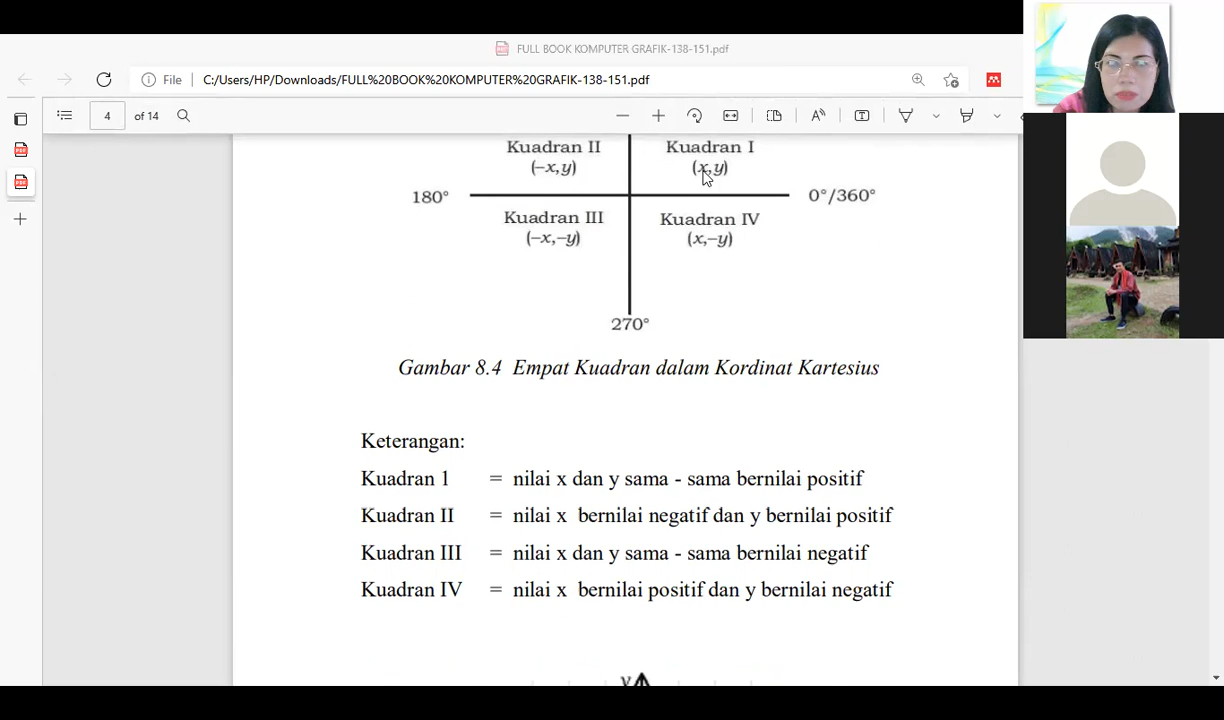 FULL BOOK KOMPUTER GRAFIK-138-151.pdf
File
C:/Users/HP/Downloads/FULL%20BOOK%20KOMPUTER%20GRAFIK-138-151.pdf
4 of 14
Kuadran II Kuadran I
(−x,y) (x,y)
180° 0°/360°
Kuadran III Kuadran IV
(−x,−y) (x,−y)
270°
Gambar 8.4 Empat Kuadran dalam Kordinat Kartesius
Keterangan:
Kuadran 1 = nilai x dan y sama - sama bernilai positif
Kuadran II = nilai x bernilai negatif dan y bernilai positif
Kuadran III = nilai x dan y sama - sama bernilai negatif
Kuadran IV = nilai x bernilai positif dan y bernilai negatif